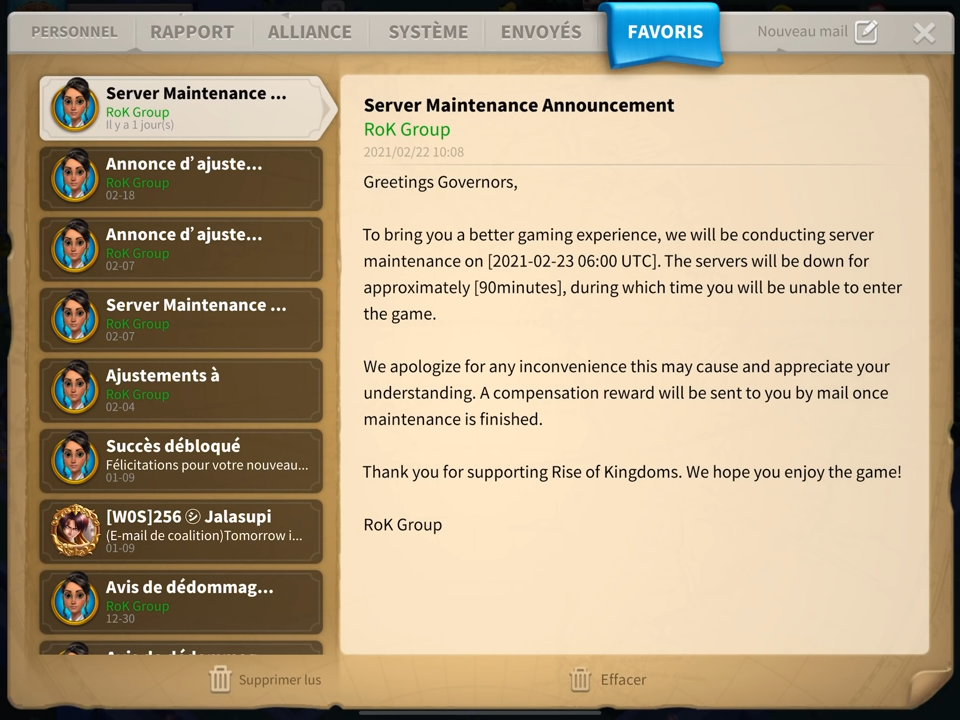 PERSONNEL RAPPORT ALLIANCE SYSTÈME ENVOYÉS FAVORIS Nouveau mail
Server Maintenance ...
RoK Group
Il y a 1 jour(s)
Annonce d'ajuste...
RoK Group
02-18
Annonce d'ajuste...
RoK Group
02-07
Server Maintenance ...
RoK Group
02-07
Ajustements à
RoK Group
02-04
Succès débloqué
Félicitations pour votre nouveau...
01-09
[W0S]256 Jalasupi
(E-mail de coalition)Tomorrow i...
01-09
Avis de dédommag...
RoK Group
12-30
Server Maintenance Announcement
RoK Group
2021/02/22 10:08
Greetings Governors,
To bring you a better gaming experience, we will be conducting server
maintenance on [2021-02-23 06:00 UTC]. The servers will be down for
approximately [90minutes], during which time you will be unable to enter
the game.
We apologize for any inconvenience this may cause and appreciate your
understanding. A compensation reward will be sent to you by mail once
maintenance is finished.
Thank you for supporting Rise of Kingdoms. We hope you enjoy the game!
RoK Group
Supprimer lus
Effacer